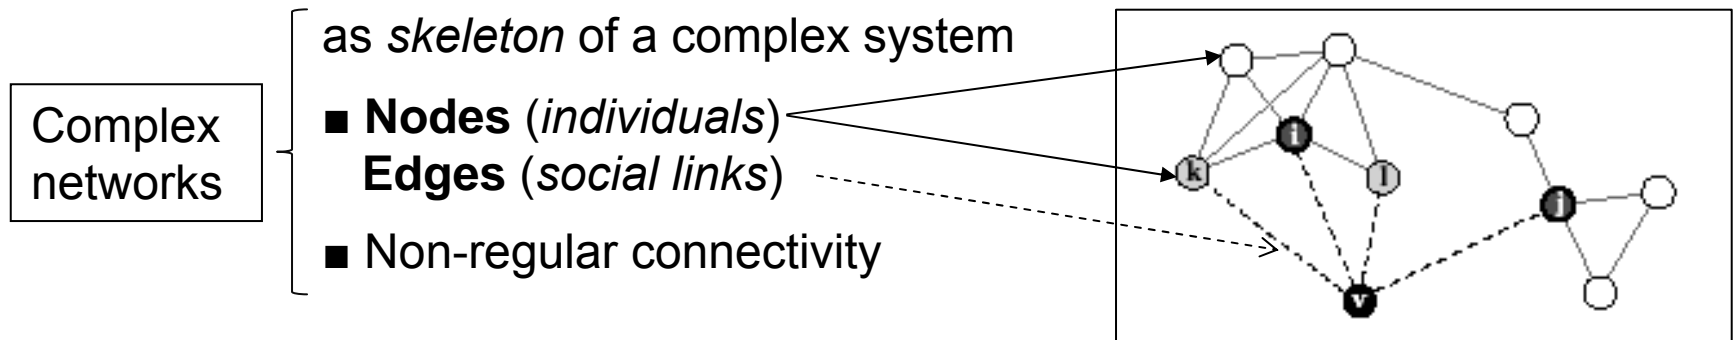 Complex
networks
as skeleton of a complex system
■ Nodes (individuals)
Edges (social links)
■ Non-regular connectivity
i
k
l
j
v